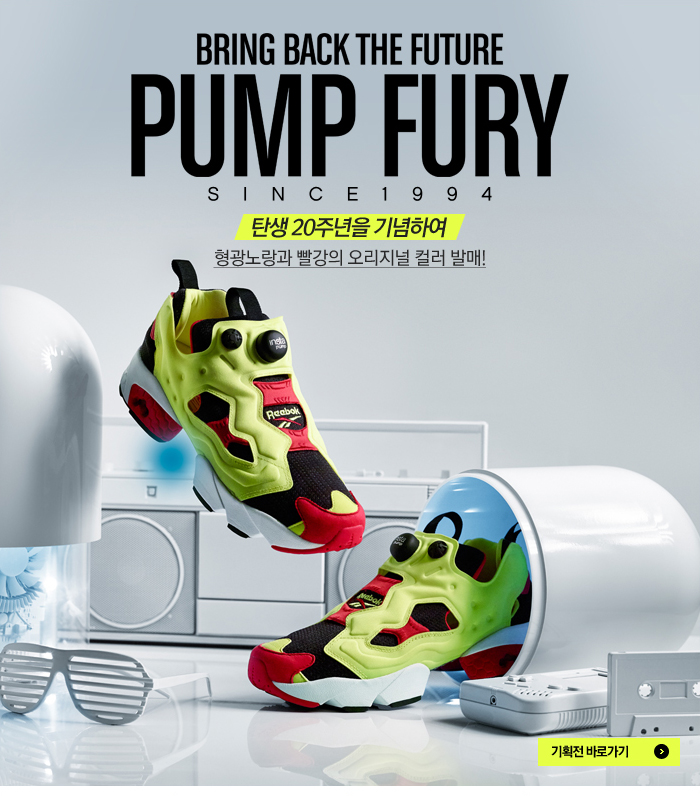 BRING BACK THE FUTURE
PUMP FURY
SINCE1994
탄생 20주년을 기념하여
형광노랑과 빨강의 오리지널 컬러 발매!
insta
pump
Reebok
Reebok
기획전 바로가기